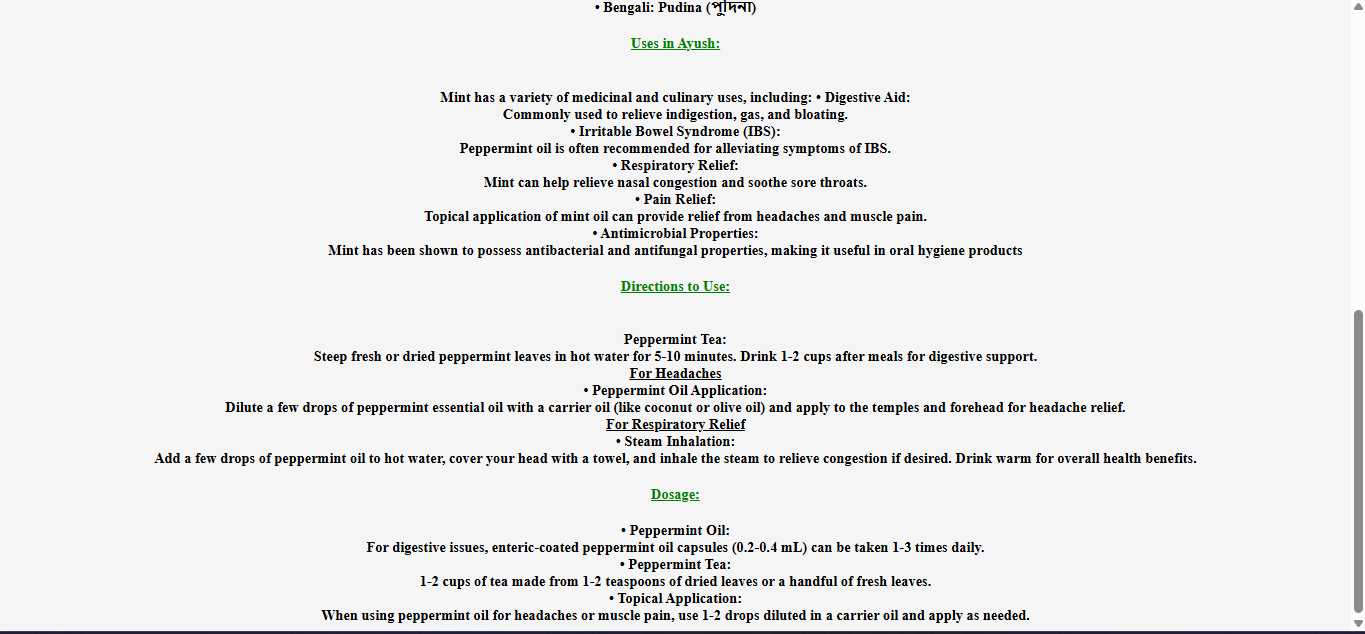 • Bengali: Pudina (পুদিনা)
Uses in Ayush:
Mint has a variety of medicinal and culinary uses, including: • Digestive Aid:
Commonly used to relieve indigestion, gas, and bloating.
• Irritable Bowel Syndrome (IBS):
Peppermint oil is often recommended for alleviating symptoms of IBS.
• Respiratory Relief:
Mint can help relieve nasal congestion and soothe sore throats.
• Pain Relief:
Topical application of mint oil can provide relief from headaches and muscle pain.
• Antimicrobial Properties:
Mint has been shown to possess antibacterial and antifungal properties, making it useful in oral hygiene products
Directions to Use:
Peppermint Tea:
Steep fresh or dried peppermint leaves in hot water for 5-10 minutes. Drink 1-2 cups after meals for digestive support.
For Headaches
• Peppermint Oil Application:
Dilute a few drops of peppermint essential oil with a carrier oil (like coconut or olive oil) and apply to the temples and forehead for headache relief.
For Respiratory Relief
• Steam Inhalation:
Add a few drops of peppermint oil to hot water, cover your head with a towel, and inhale the steam to relieve congestion if desired. Drink warm for overall health benefits.
Dosage:
• Peppermint Oil:
For digestive issues, enteric-coated peppermint oil capsules (0.2-0.4 mL) can be taken 1-3 times daily.
• Peppermint Tea:
1-2 cups of tea made from 1-2 teaspoons of dried leaves or a handful of fresh leaves.
• Topical Application:
When using peppermint oil for headaches or muscle pain, use 1-2 drops diluted in a carrier oil and apply as needed.